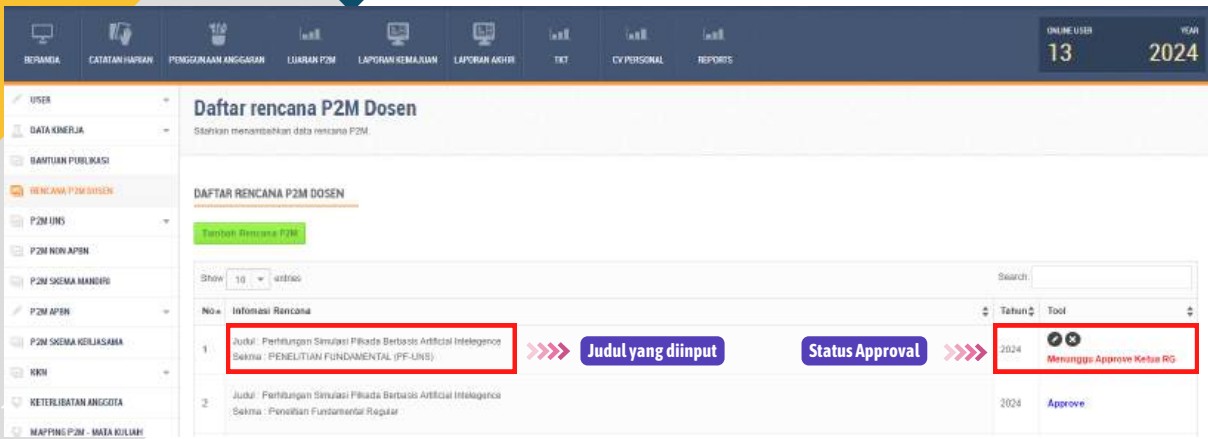 BERANDA CATATAN HARIAN PENGGUNAAN ANGGARAN LUARAN P2M LAPORAN KEMAJUAN LAPORAN AKHIR TKT CV PERSONAL REPORTS
ONLINE USER YEAR
13 2024
USER
DATA KINERJA
BANTUAN PUBLIKASI
RENCANA P2M DOSEN
P2M UNS
P2M NON APBN
P2M SKEMA MANDIRI
P2M APBN
P2M SKEMA KERJASAMA
KKN
KETERLIBATAN ANGGOTA
MAPPING P2M - MATA KULIAH
Daftar rencana P2M Dosen
Silahkan menambahkan data rencana P2M.
DAFTAR RENCANA P2M DOSEN
Tambah Rencana P2M
Show 10 entries
Search:
No Infomasi Rencana Tahun Tool
1 Judul : Perhitungan Simulasi Pilkada Berbasis Artificial Intelegence 2024
Sekma : PENELITIAN FUNDAMENTAL (PF-UNS) Menunggu Approve Ketua RG
Judul yang diinput
Status Approval
2 Judul : Perhitungan Simulasi Pilkada Berbasis Artificial Intelegence 2024 Approve
Sekma : Penelitian Fundamental Reguler